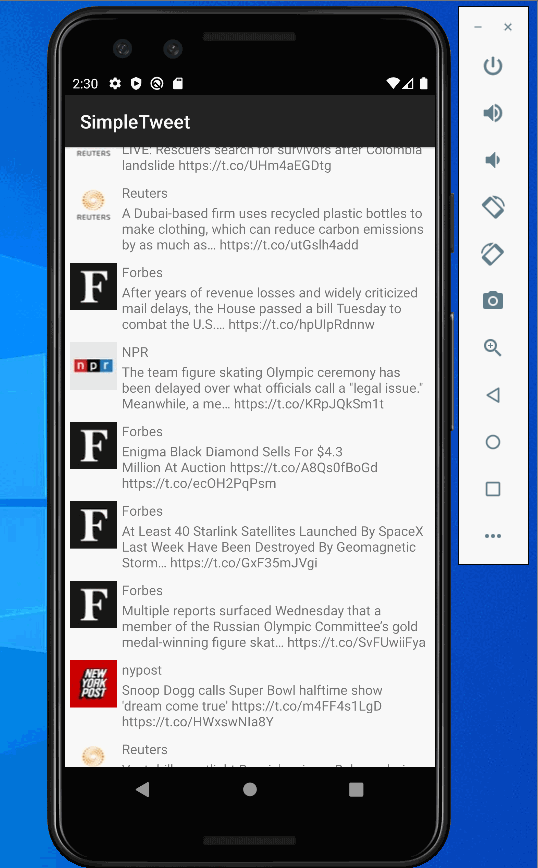 2:30
SimpleTweet
LIVE: Rescuers search for survivors after Colombia
REUTERS
landslide https://t.co/UHm4aEGDtg
Reuters
REUTERS
A Dubai-based firm uses recycled plastic bottles to
make clothing, which can reduce carbon emissions
by as much as… https://t.co/utGslh4add
Forbes
F
After years of revenue losses and widely criticized
mail delays, the House passed a bill Tuesday to
combat the U.S.… https://t.co/hpUlpRdnnw
NPR
npr
The team figure skating Olympic ceremony has
been delayed over what officials call a "legal issue."
Meanwhile, a me… https://t.co/KRpJQkSm1t
Forbes
F
Enigma Black Diamond Sells For $4.3
Million At Auction https://t.co/A8Qs0fBoGd
https://t.co/ecOH2PqPsm
Forbes
F
At Least 40 Starlink Satellites Launched By SpaceX
Last Week Have Been Destroyed By Geomagnetic
Storm… https://t.co/GxF35mJVgi
Forbes
F
Multiple reports surfaced Wednesday that a
member of the Russian Olympic Committee's gold
medal-winning figure skat… https://t.co/SvFUwiiFya
nypost
NEW
YORK
POST
Snoop Dogg calls Super Bowl halftime show
'dream come true' https://t.co/m4FF4s1LgD
https://t.co/HWxswNIa8Y
Reuters